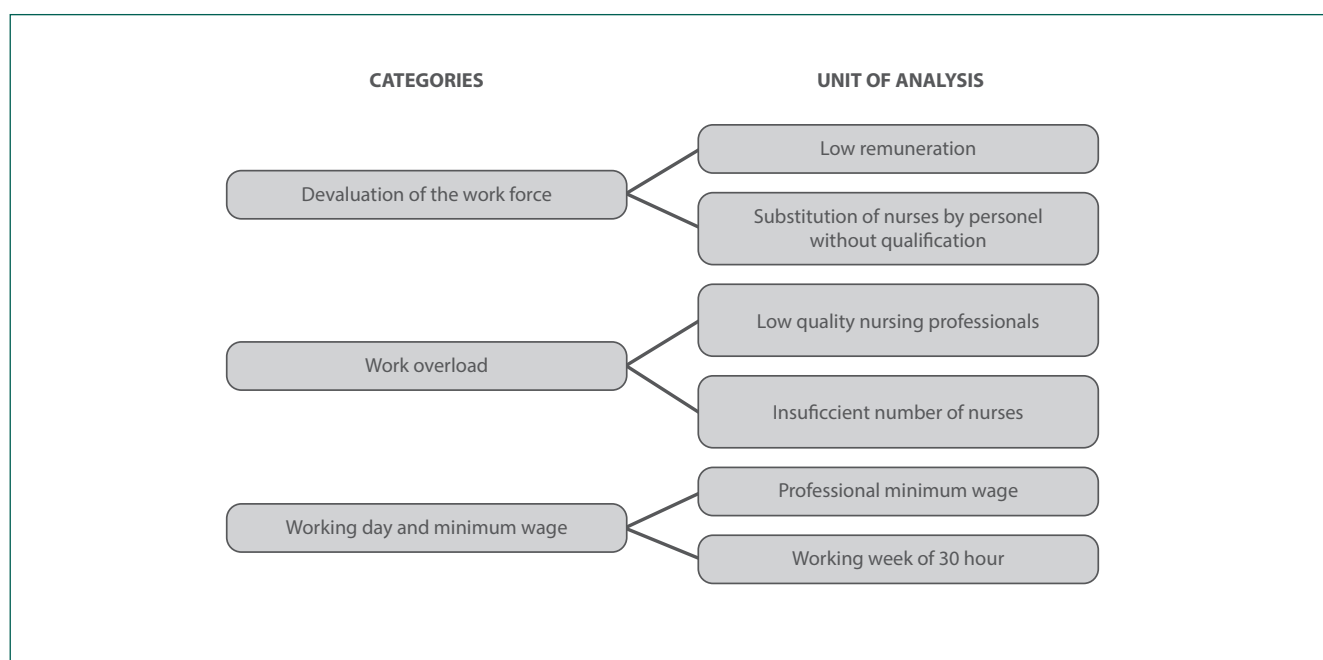 CATEGORIES
UNIT OF ANALYSIS
Devaluation of the work force
Low remuneration
Substitution of nurses by personel
without qualification
Work overload
Low quality nursing professionals
Insuficcient number of nurses
Working day and minimum wage
Professional minimum wage
Working week of 30 hour